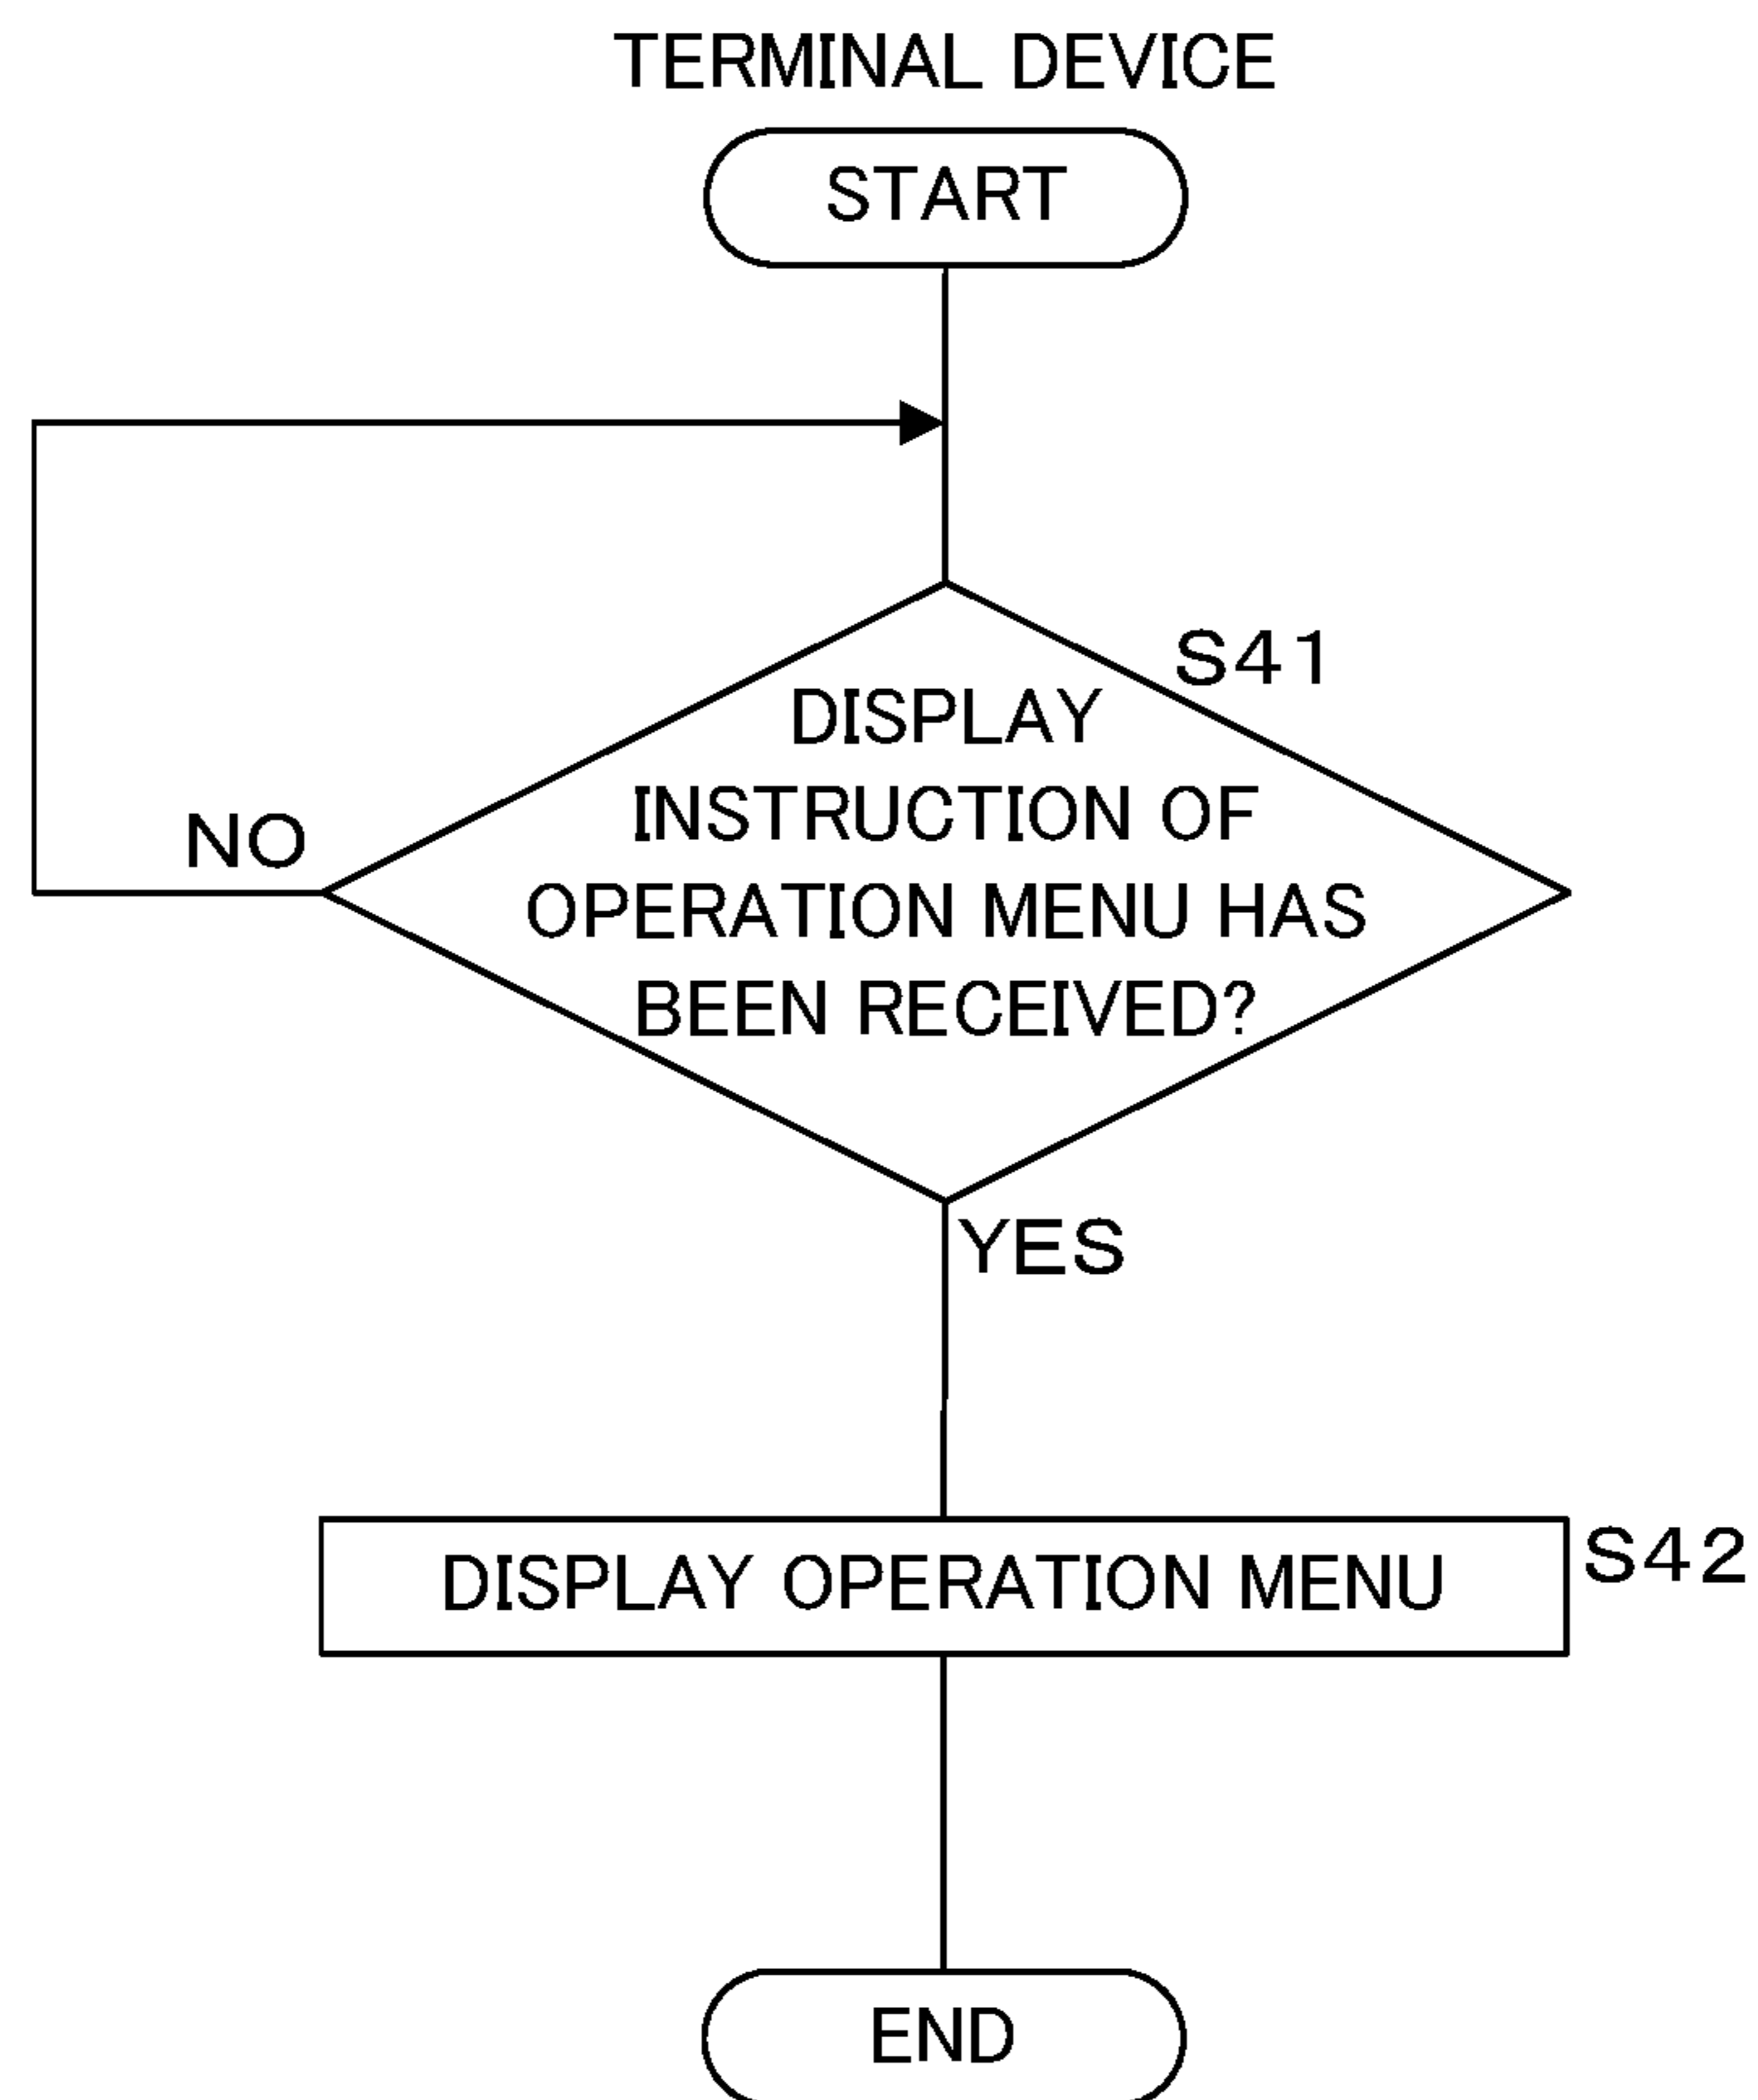 TERMINAL DEVICE
START
S41
DISPLAY
INSTRUCTION OF
OPERATION MENU HAS
BEEN RECEIVED?
NO
YES
DISPLAY OPERATION MENU
S42
END